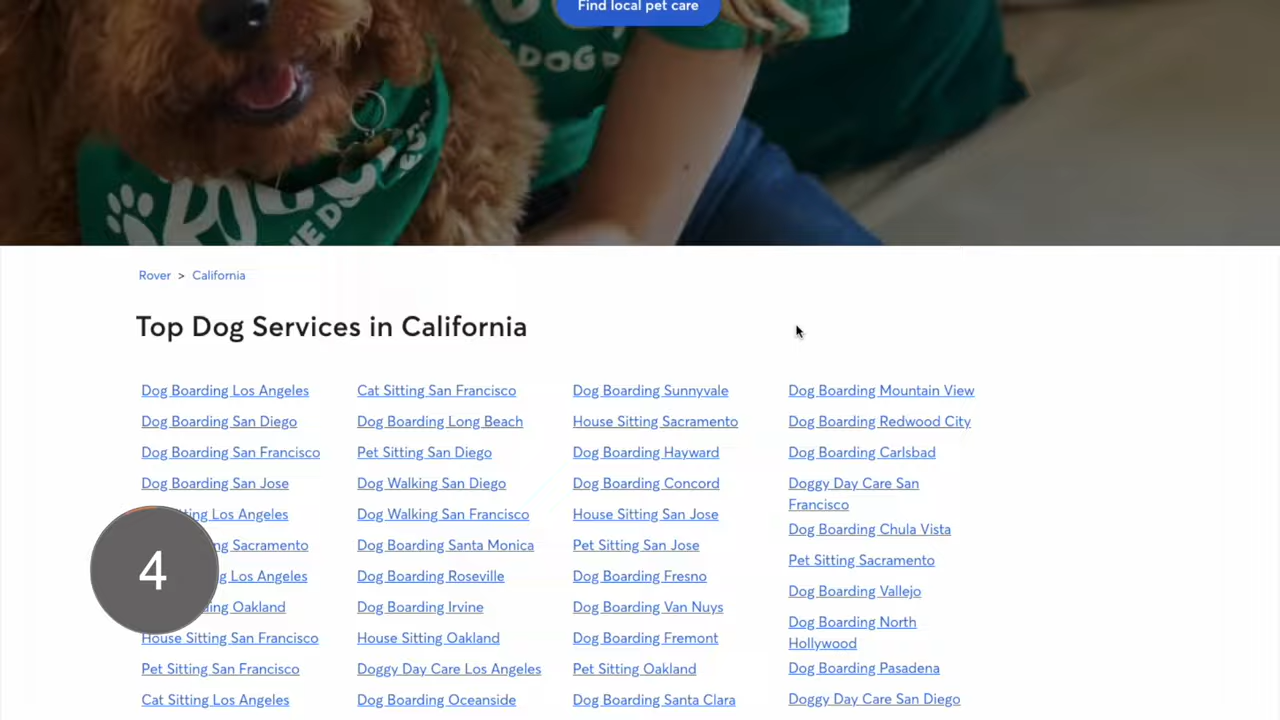 Find local pet care
DOG
Rover > California
Top Dog Services in California
Dog Boarding Los Angeles
Dog Boarding San Diego
Dog Boarding San Francisco
Dog Boarding San Jose
Los Angeles
Sacramento
Los Angeles
Oakland
House Sitting San Francisco
Pet Sitting San Francisco
Cat Sitting Los Angeles
4
Cat Sitting San Francisco
Dog Boarding Long Beach
Pet Sitting San Diego
Dog Walking San Diego
Dog Walking San Francisco
Dog Boarding Santa Monica
Dog Boarding Roseville
Dog Boarding Irvine
House Sitting Oakland
Doggy Day Care Los Angeles
Dog Boarding Oceanside
Dog Boarding Sunnyvale
House Sitting Sacramento
Dog Boarding Hayward
Dog Boarding Concord
House Sitting San Jose
Pet Sitting San Jose
Dog Boarding Fresno
Dog Boarding Van Nuys
Dog Boarding Fremont
Pet Sitting Oakland
Dog Boarding Santa Clara
Dog Boarding Mountain View
Dog Boarding Redwood City
Dog Boarding Carlsbad
Doggy Day Care San
Francisco
Dog Boarding Chula Vista
Pet Sitting Sacramento
Dog Boarding Vallejo
Dog Boarding North
Hollywood
Dog Boarding Pasadena
Doggy Day Care San Diego